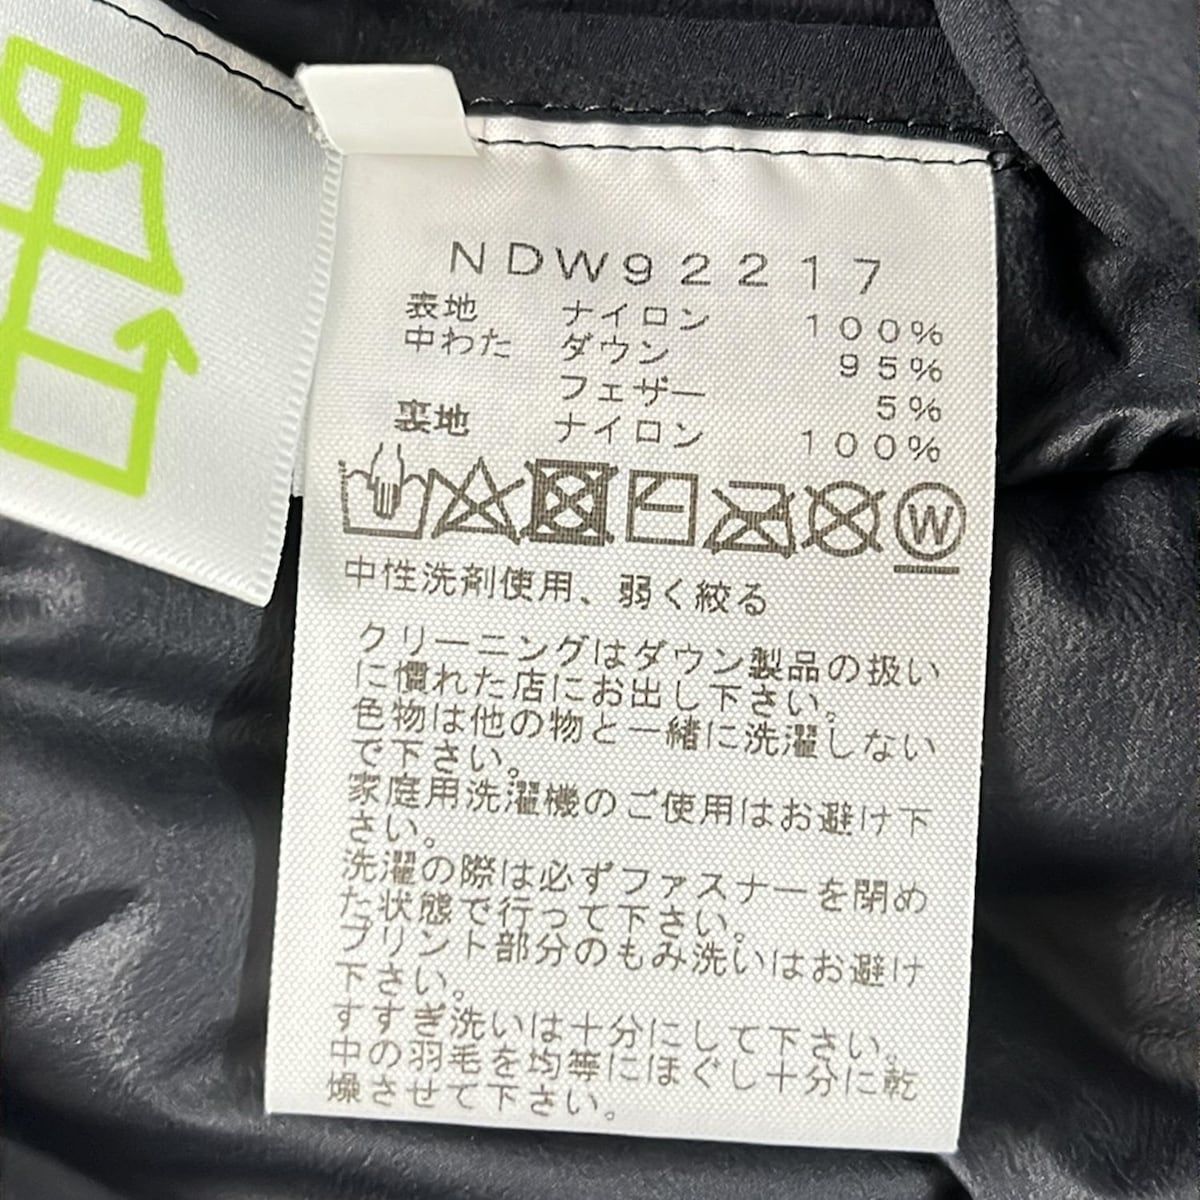 NDW92217
表地 ナイロン 100%
中わた ダウン 95%
フェザー 5%
裏地 ナイロン 100%
W
中性洗剤使用、弱く絞る
クリーニングはダウン製品の扱い
に慣れた店にお出し下さい。
色物は他の物と一緒に洗濯しない
で下さい。
家庭用洗濯機のご使用はお避け下
さい。
洗濯の際は必ずファスナーを閉め
た状態で行って下さい。
プリント部分のもみ洗いはお避け
下さい。
すすぎ洗いは十分にして下さい。
中の羽毛を均等にほぐし十分に乾
燥させて下さい。